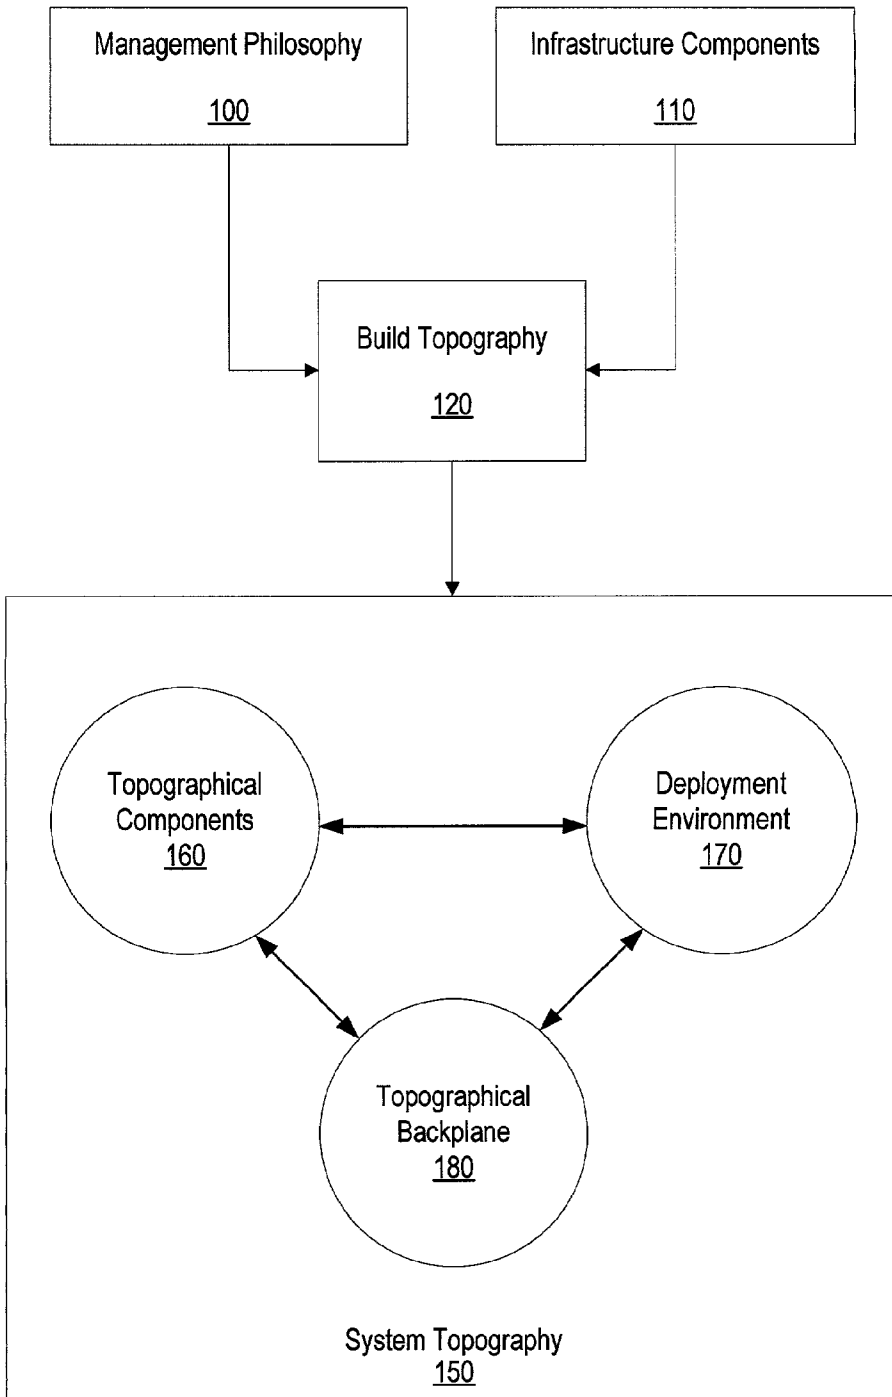 Management Philosophy
100
Infrastructure Components
110
Build Topography
120
Topographical
Components
160
Deployment
Environment
170
Topographical
Backplane
180
System Topography
150